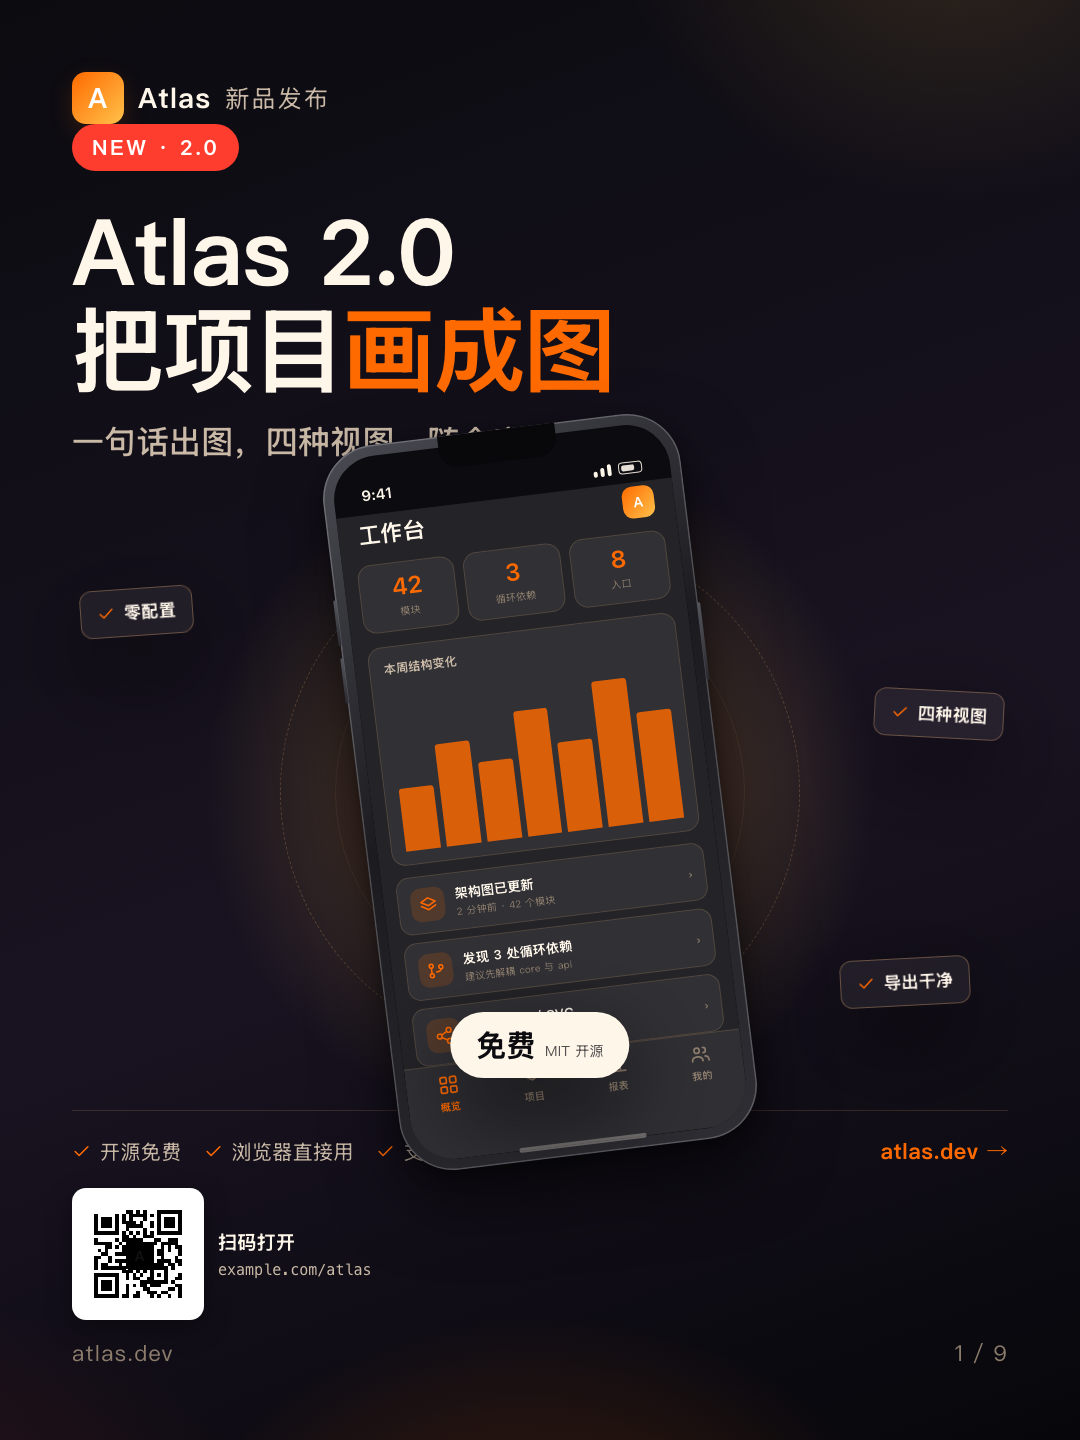 A Atlas 新品发布
NEW · 2.0
Atlas 2.0
把项目画成图
一句话出图，四种视图
9:41
A
工作台
42
模块
3
循环依赖
8
入口
本周结构变化
零配置
四种视图
架构图已更新
2 分钟前 · 42 个模块
发现 3 处循环依赖
建议先解耦 core 与 api
导出干净
免费 MIT 开源
概览
项目
报表
我的
开源免费
浏览器直接用
atlas.dev →
扫码打开
example.com/atlas
atlas.dev
1 / 9